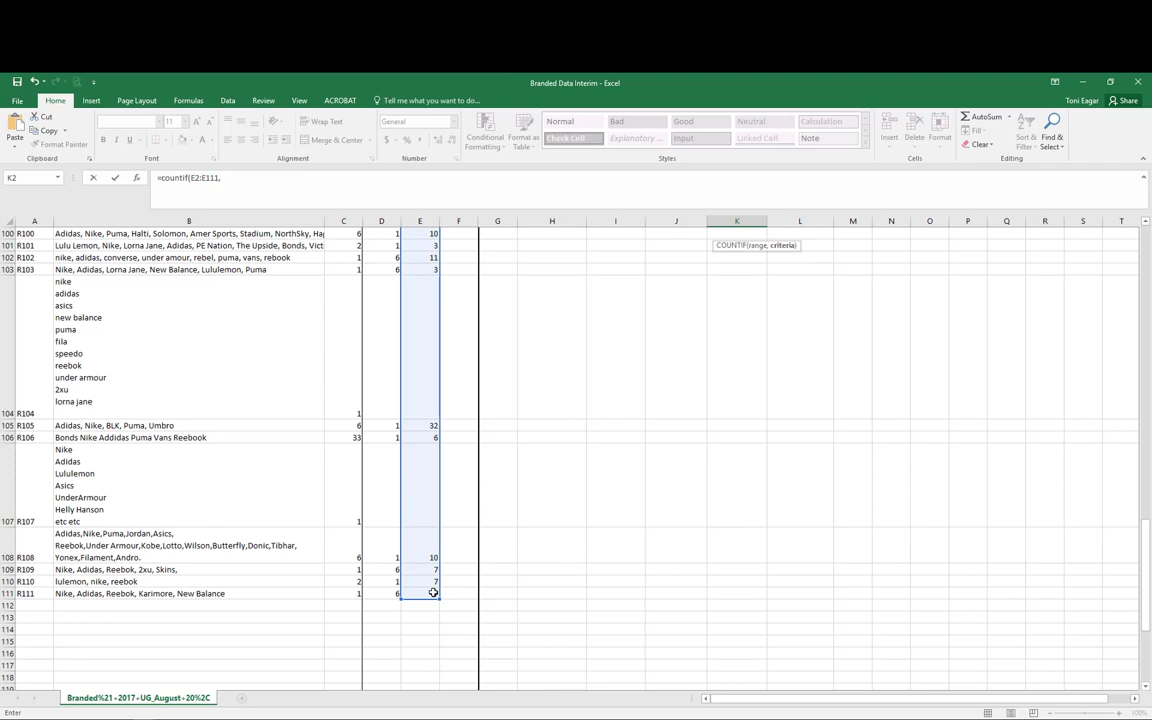 Branded Data Interim - Excel
File Home Insert Page Layout Formulas Data Review View ACROBAT Tell me what you want to do... Toni Eagar Share
Paste Cut Copy Format Painter Clipboard
11 A A B I U Font
Wrap Text Merge & Center Alignment
General $ % Number
Conditional Formatting Format as Table
Normal Bad Good Neutral Calculation
Check Cell Explanatory ... Input Linked Cell Note
Styles
Insert Delete Format Cells
AutoSum Fill Clear Sort & Filter Find & Select Editing
K2 fx =countif(E2:E111,
A B C D E F G H I J K L M N O P Q R S T
COUNTIF(range, criteria)
100 R100 Adidas, Nike, Puma, Halti, Solomon, Amer Sports, Stadium, NorthSky, Hap 6 1 10
101 R101 Lulu Lemon, Nike, Lorna Jane, Adidas, PE Nation, The Upside, Bonds, Vict 2 1 3
102 R102 nike, adidas, converse, under amour, rebel, puma, vans, rebook 1 6 11
103 R103 Nike, Adidas, Lorna Jane, New Balance, Lululemon, Puma 1 6 3
nike
adidas
asics
new balance
puma
fila
speedo
reebok
under armour
2xu
lorna jane
104 R104 1
105 R105 Adidas, Nike, BLK, Puma, Umbro 6 1 32
106 R106 Bonds Nike Addidas Puma Vans Reebook 33 1 6
Nike
Adidas
Lululemon
Asics
UnderArmour
Helly Hanson
107 R107 etc etc 1
Adidas,Nike,Puma,Jordan,Asics,
Reebok,Under Armour,Kobe,Lotto,Wilson,Butterfly,Donic,Tibhar,
108 R108 Yonex,Filament,Andro. 6 1 10
109 R109 Nike, Adidas, Reebok, 2xu, Skins, 1 6 7
110 R110 lulemon, nike, reebok 2 1 7
111 R111 Nike, Adidas, Reebok, Karimore, New Balance 1 6
112
113
114
115
116
117
118
Branded%21+2017+UG_August+20%2C
Enter 100%